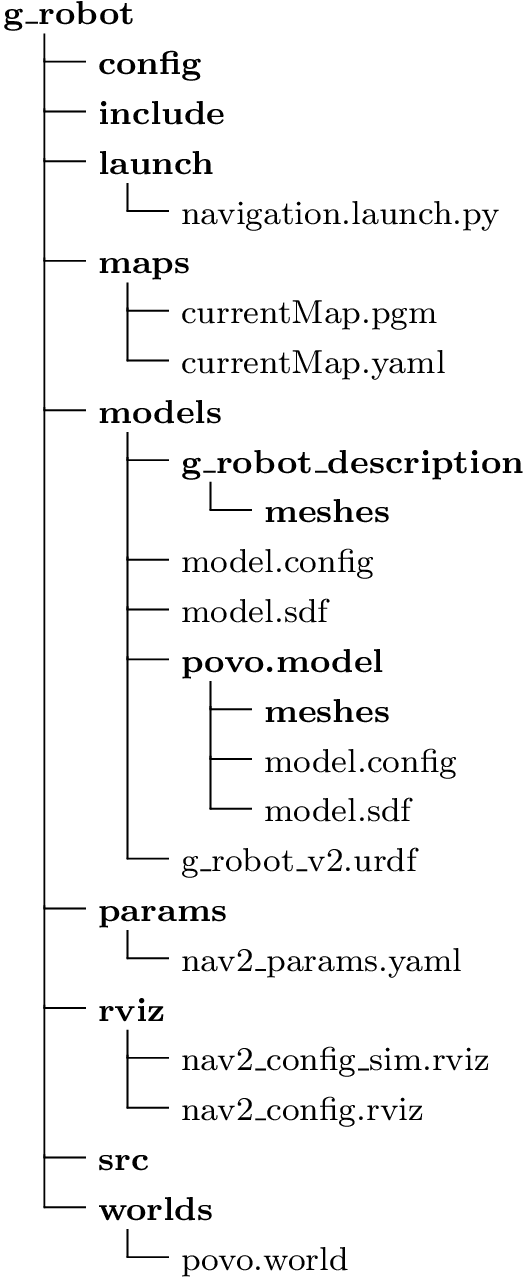 g_robot
config
include
launch
navigation.launch.py
maps
currentMap.pgm
currentMap.yaml
models
g_robot_description
meshes
model.config
model.sdf
povo.model
meshes
model.config
model.sdf
g_robot_v2.urdf
params
nav2_params.yaml
rviz
nav2_config_sim.rviz
nav2_config.rviz
src
worlds
povo.world